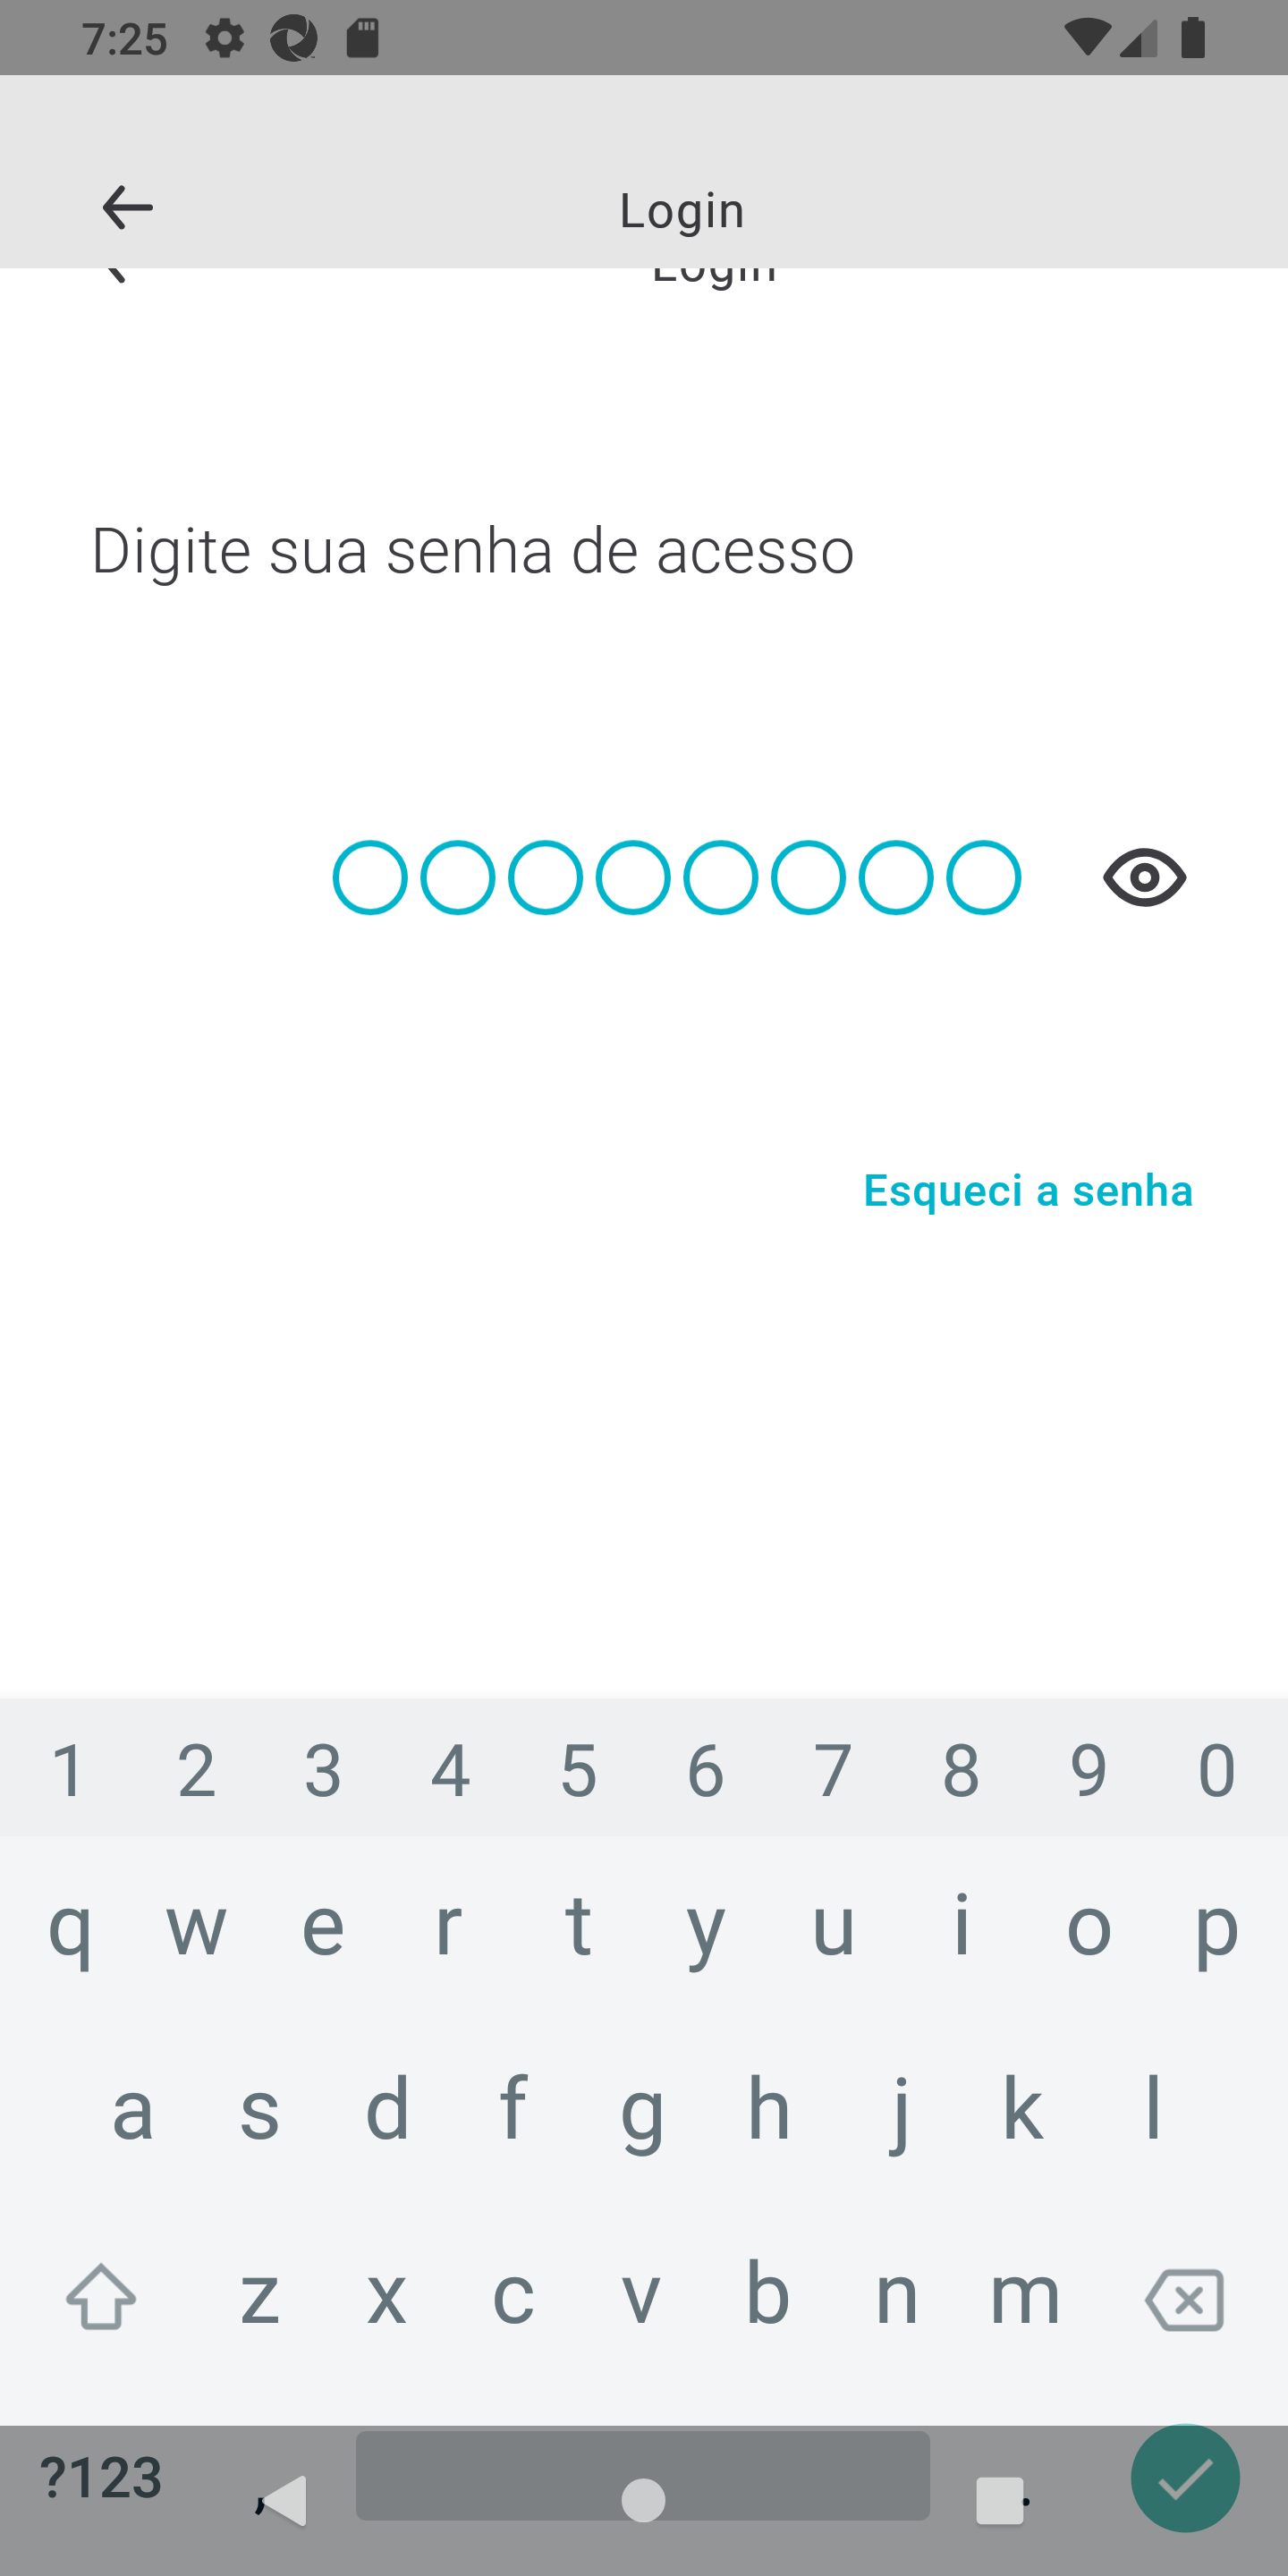 7:25
Login
Login
Digite sua senha de acesso
Esqueci a senha
1 2 3 4 5 6 7 8 9 0
q w e r t y u i o p
a s d f g h j k l
z x c v b n m
?123 , .